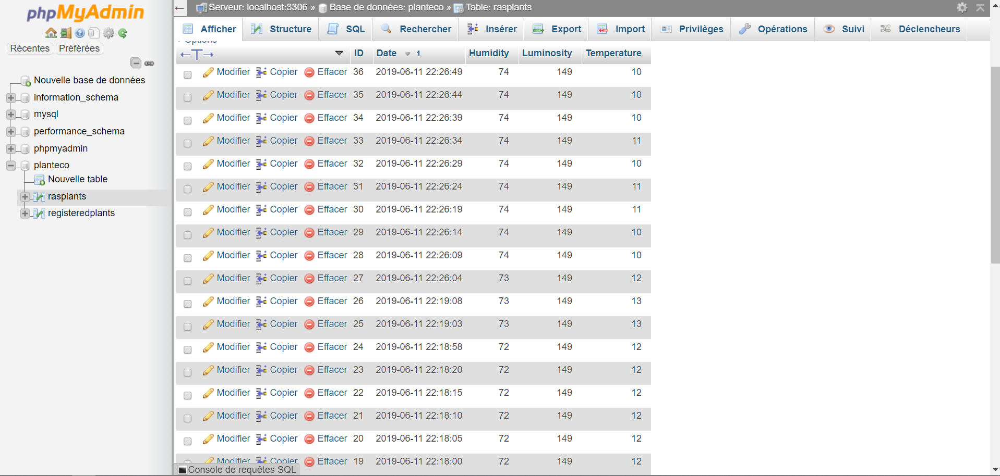 phpMyAdmin
Récentes Préférées
Nouvelle base de données
information_schema
mysql
performance_schema
phpmyadmin
planteco
Nouvelle table
rasplants
registeredplants
Serveur: localhost:3306 » Base de données: planteco » Table: rasplants
Afficher Structure SQL Rechercher Insérer Export Import Privilèges Opérations Suivi Déclencheurs
Options
←T→ ID Date 1 Humidity Luminosity Temperature
Modifier Copier Effacer 36 2019-06-11 22:26:49 74 149 10
Modifier Copier Effacer 35 2019-06-11 22:26:44 74 149 10
Modifier Copier Effacer 34 2019-06-11 22:26:39 74 149 10
Modifier Copier Effacer 33 2019-06-11 22:26:34 74 149 11
Modifier Copier Effacer 32 2019-06-11 22:26:29 74 149 10
Modifier Copier Effacer 31 2019-06-11 22:26:24 74 149 11
Modifier Copier Effacer 30 2019-06-11 22:26:19 74 149 11
Modifier Copier Effacer 29 2019-06-11 22:26:14 74 149 10
Modifier Copier Effacer 28 2019-06-11 22:26:09 74 149 10
Modifier Copier Effacer 27 2019-06-11 22:26:04 73 149 12
Modifier Copier Effacer 26 2019-06-11 22:19:08 73 149 13
Modifier Copier Effacer 25 2019-06-11 22:19:03 73 149 13
Modifier Copier Effacer 24 2019-06-11 22:18:58 72 149 12
Modifier Copier Effacer 23 2019-06-11 22:18:20 72 149 12
Modifier Copier Effacer 22 2019-06-11 22:18:15 72 149 12
Modifier Copier Effacer 21 2019-06-11 22:18:10 72 149 12
Modifier Copier Effacer 20 2019-06-11 22:18:05 72 149 12
Modifier Copier Effacer 19 2019-06-11 22:18:00 72 149 12
Console de requêtes SQL